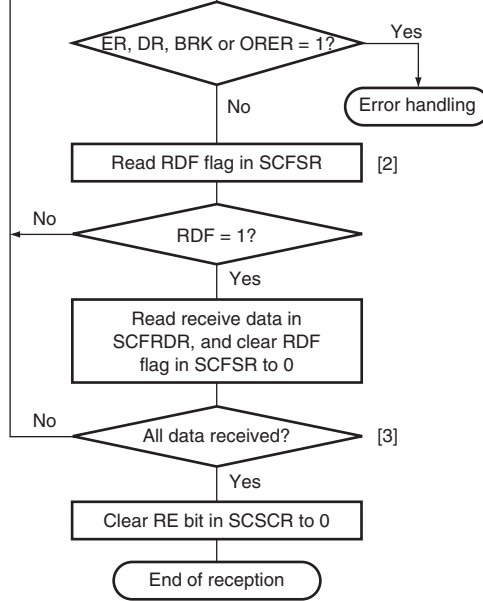 ER, DR, BRK or ORER = 1?
Yes
Error handling
No
Read RDF flag in SCFSR
[2]
No
RDF = 1?
Yes
Read receive data in
SCFRDR, and clear RDF
flag in SCFSR to 0
No
All data received?
[3]
Yes
Clear RE bit in SCSCR to 0
End of reception